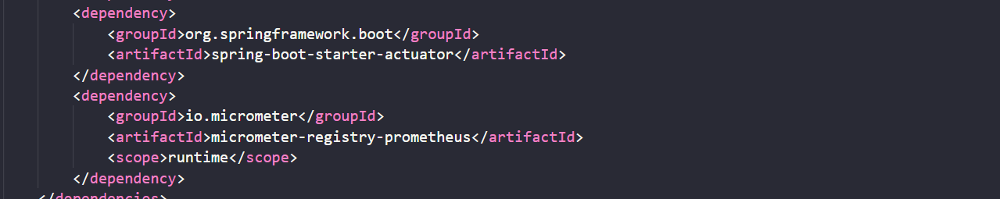 <dependency>
<groupId>org.springframework.boot</groupId>
<artifactId>spring-boot-starter-actuator</artifactId>
</dependency>
<dependency>
<groupId>io.micrometer</groupId>
<artifactId>micrometer-registry-prometheus</artifactId>
<scope>runtime</scope>
</dependency>
</dependencies>